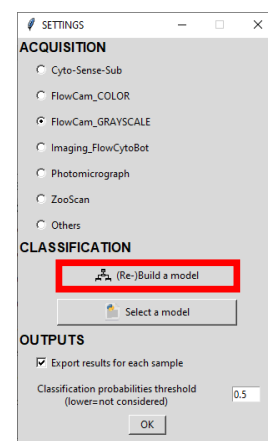 SETTINGS
ACQUISITION
Cyto-Sense-Sub
FlowCam_COLOR
FlowCam_GRAYSCALE
Imaging_FlowCytoBot
Photomicrograph
ZooScan
Others
CLASSIFICATION
(Re-)Build a model
Select a model
OUTPUTS
Export results for each sample
Classification probabilities threshold
(lower=not considered)
0.5
OK